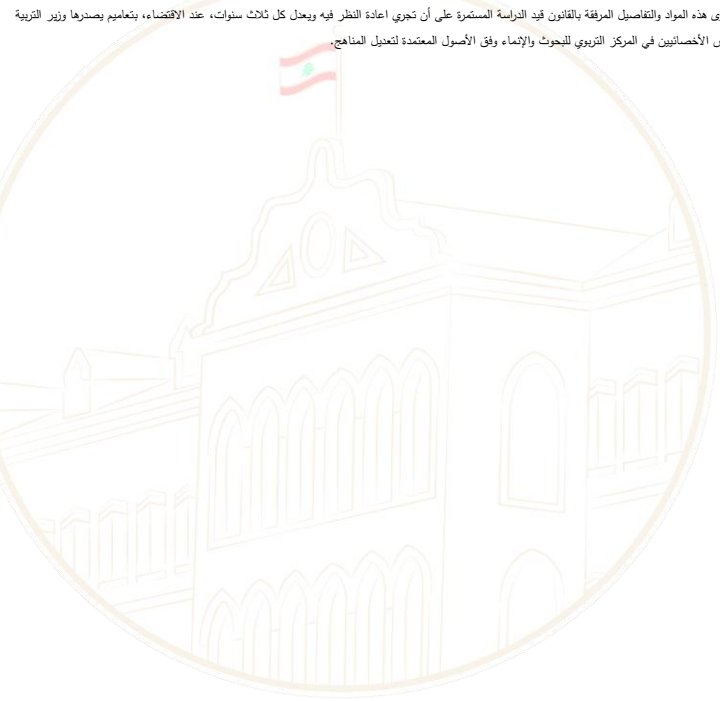 هذه المواد والتفاصيل المرفقة بالقانون قيد الدراسة المستمرة على أن تجري اعادة النظر فيه ويعدل كل ثلاث سنوات، عند الاقتضاء، بتعاميم يصدرها وزير التربية
الأخصائيين في المركز التربوي للبحوث والإنماء وفق الأصول المعتمدة لتعديل المناهج.